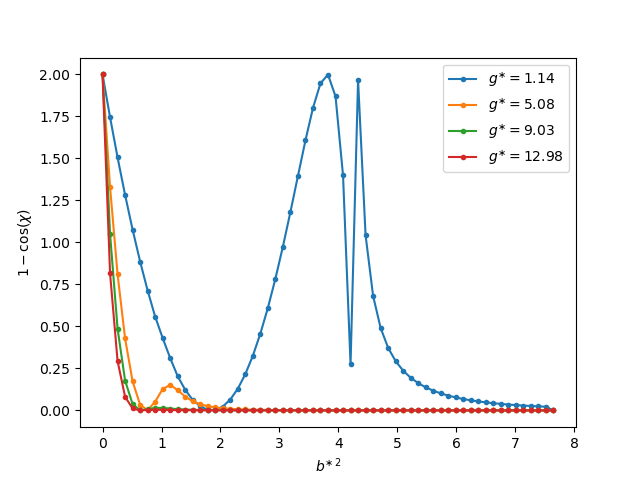 2.00
1.75
1.50
1.25
1.00
0.75
0.50
0.25
0.00
1 − cos(χ)
0 1 2 3 4 5 6 7 8
b*²
g* = 1.14
g* = 5.08
g* = 9.03
g* = 12.98